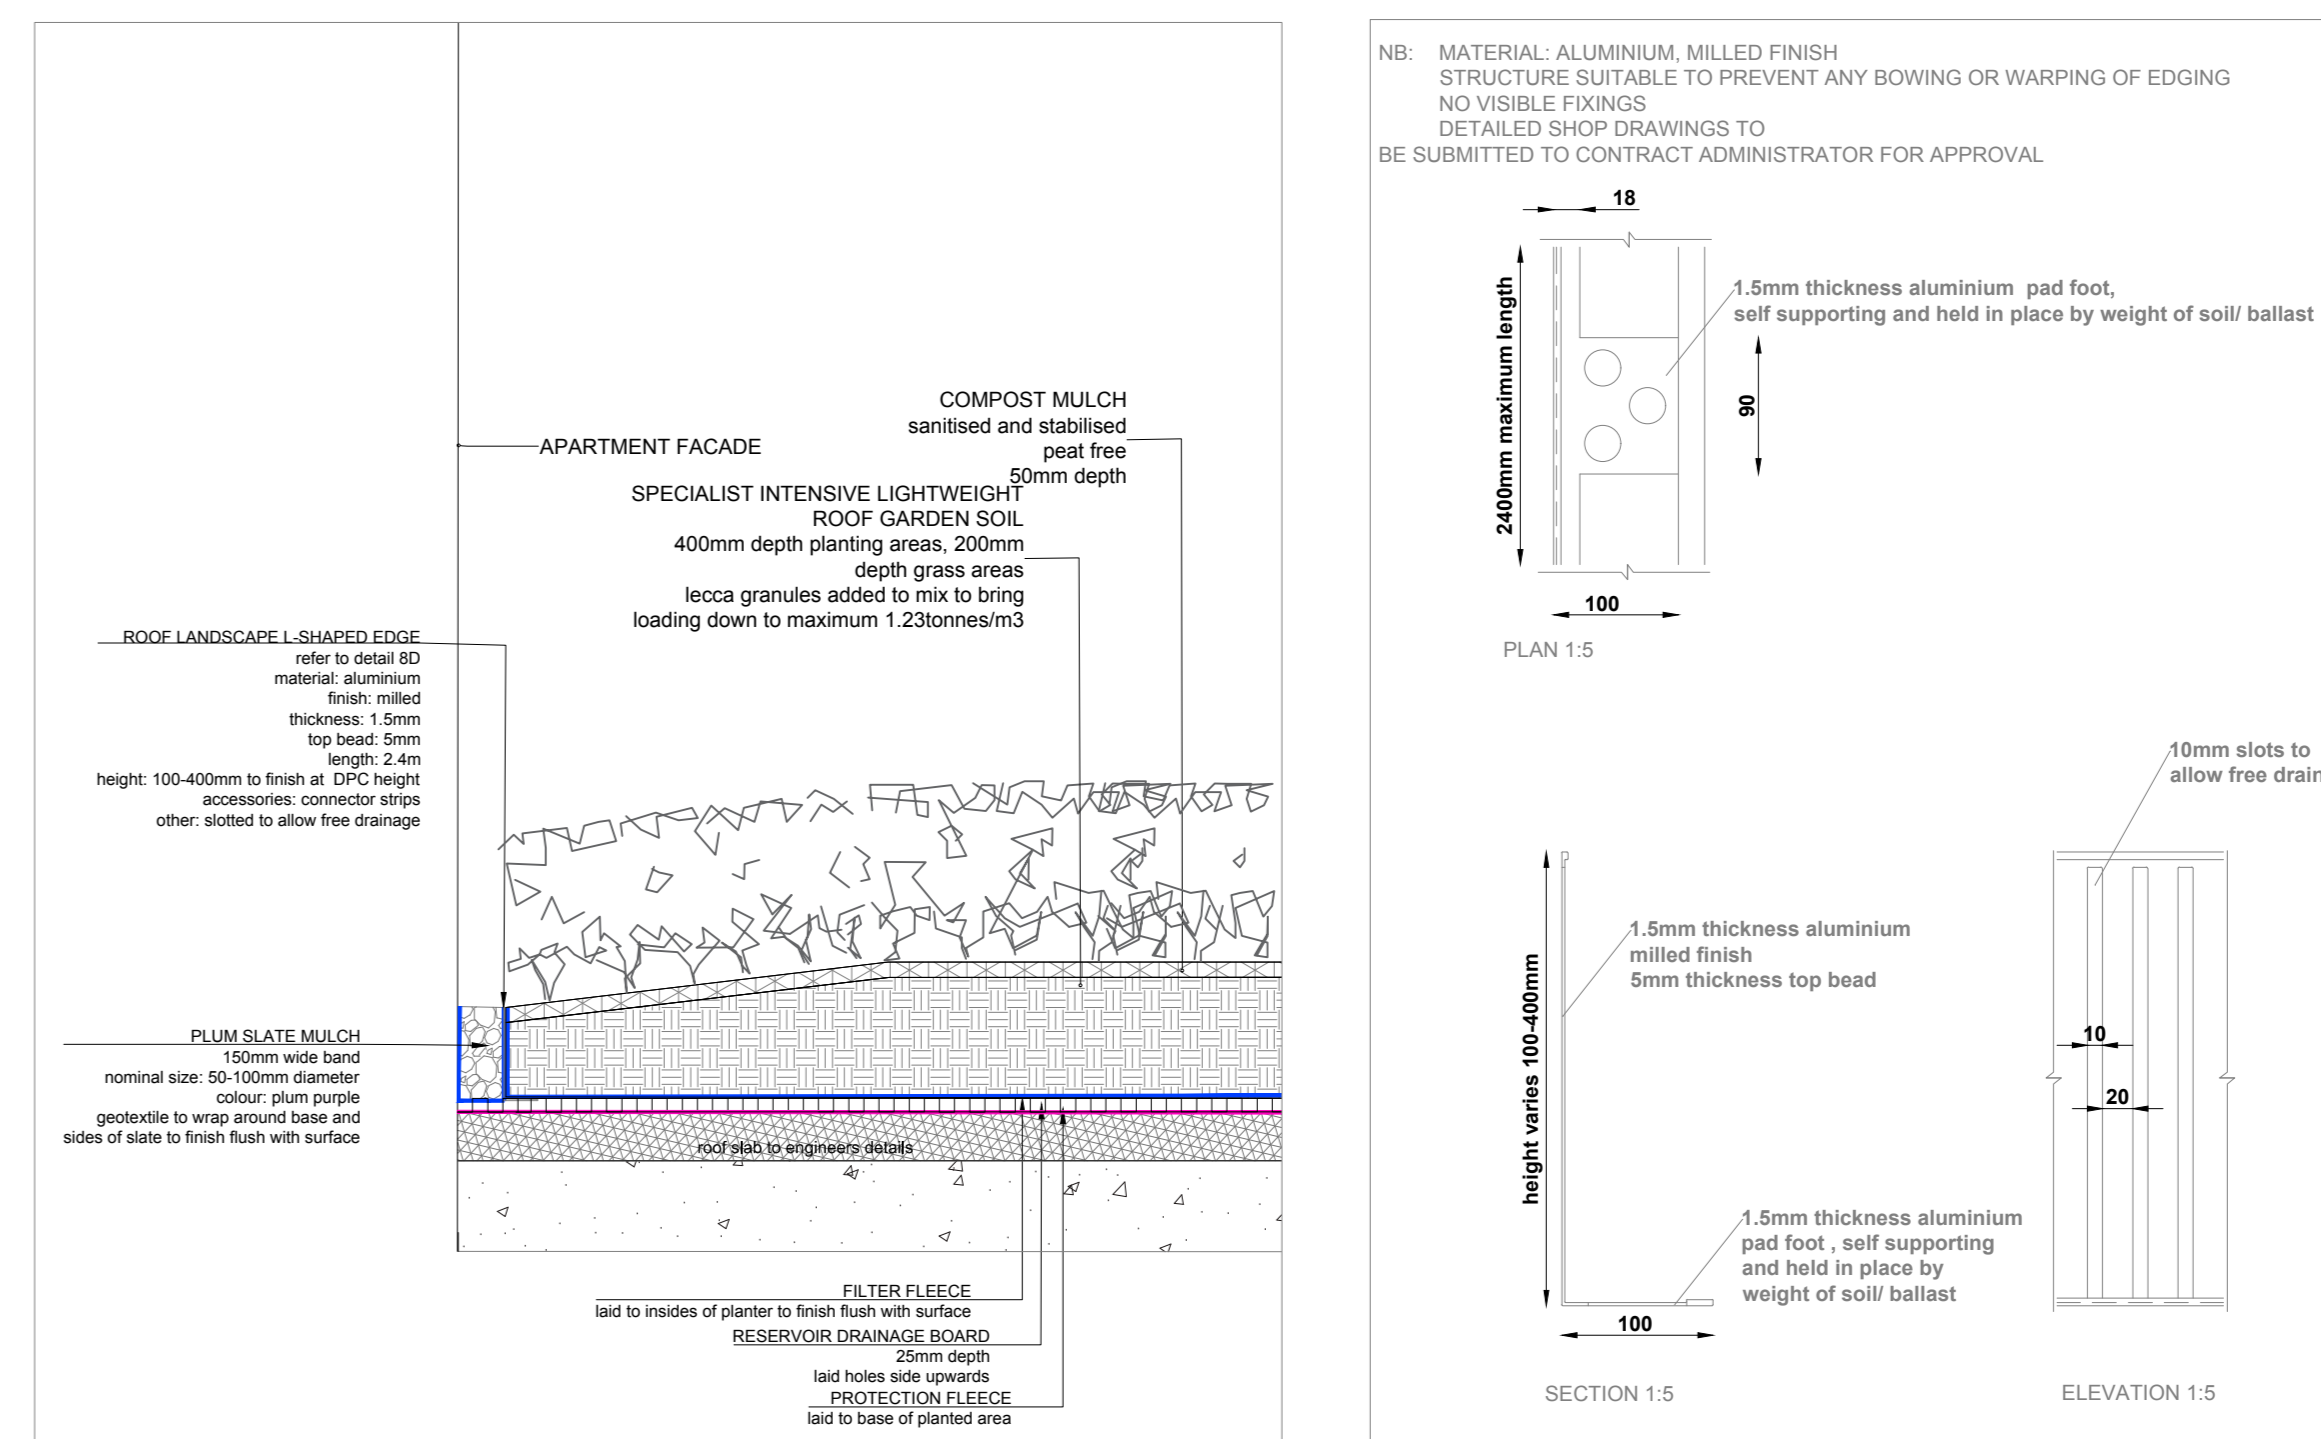 APARTMENT FACADE
COMPOST MULCH
sanitised and stabilised
peat free
50mm depth
SPECIALIST INTENSIVE LIGHTWEIGHT
ROOF GARDEN SOIL
400mm depth planting areas, 200mm
depth grass areas
lecca granules added to mix to bring
loading down to maximum 1.23tonnes/m3
ROOF LANDSCAPE L-SHAPED EDGE
refer to detail 8D
material: aluminium
finish: milled
thickness: 1.5mm
top bead: 5mm
length: 2.4m
height: 100-400mm to finish at DPC height
accessories: connector strips
other: slotted to allow free drainage
PLUM SLATE MULCH
150mm wide band
nominal size: 50-100mm diameter
colour: plum purple
geotextile to wrap around base and
sides of slate to finish flush with surface
roof slab to engineers details
FILTER FLEECE
laid to insides of planter to finish flush with surface
RESERVOIR DRAINAGE BOARD
25mm depth
laid holes side upwards
PROTECTION FLEECE
laid to base of planted area
NB: MATERIAL: ALUMINIUM, MILLED FINISH
STRUCTURE SUITABLE TO PREVENT ANY BOWING OR WARPING OF EDGING
NO VISIBLE FIXINGS
DETAILED SHOP DRAWINGS TO
BE SUBMITTED TO CONTRACT ADMINISTRATOR FOR APPROVAL
18
2400mm maximum length
1.5mm thickness aluminium pad foot,
self supporting and held in place by weight of soil/ ballast
90
100
PLAN 1:5
height varies 100-400mm
1.5mm thickness aluminium
milled finish
5mm thickness top bead
1.5mm thickness aluminium
pad foot , self supporting
and held in place by
weight of soil/ ballast
100
SECTION 1:5
10mm slots to
allow free drain
10
20
ELEVATION 1:5